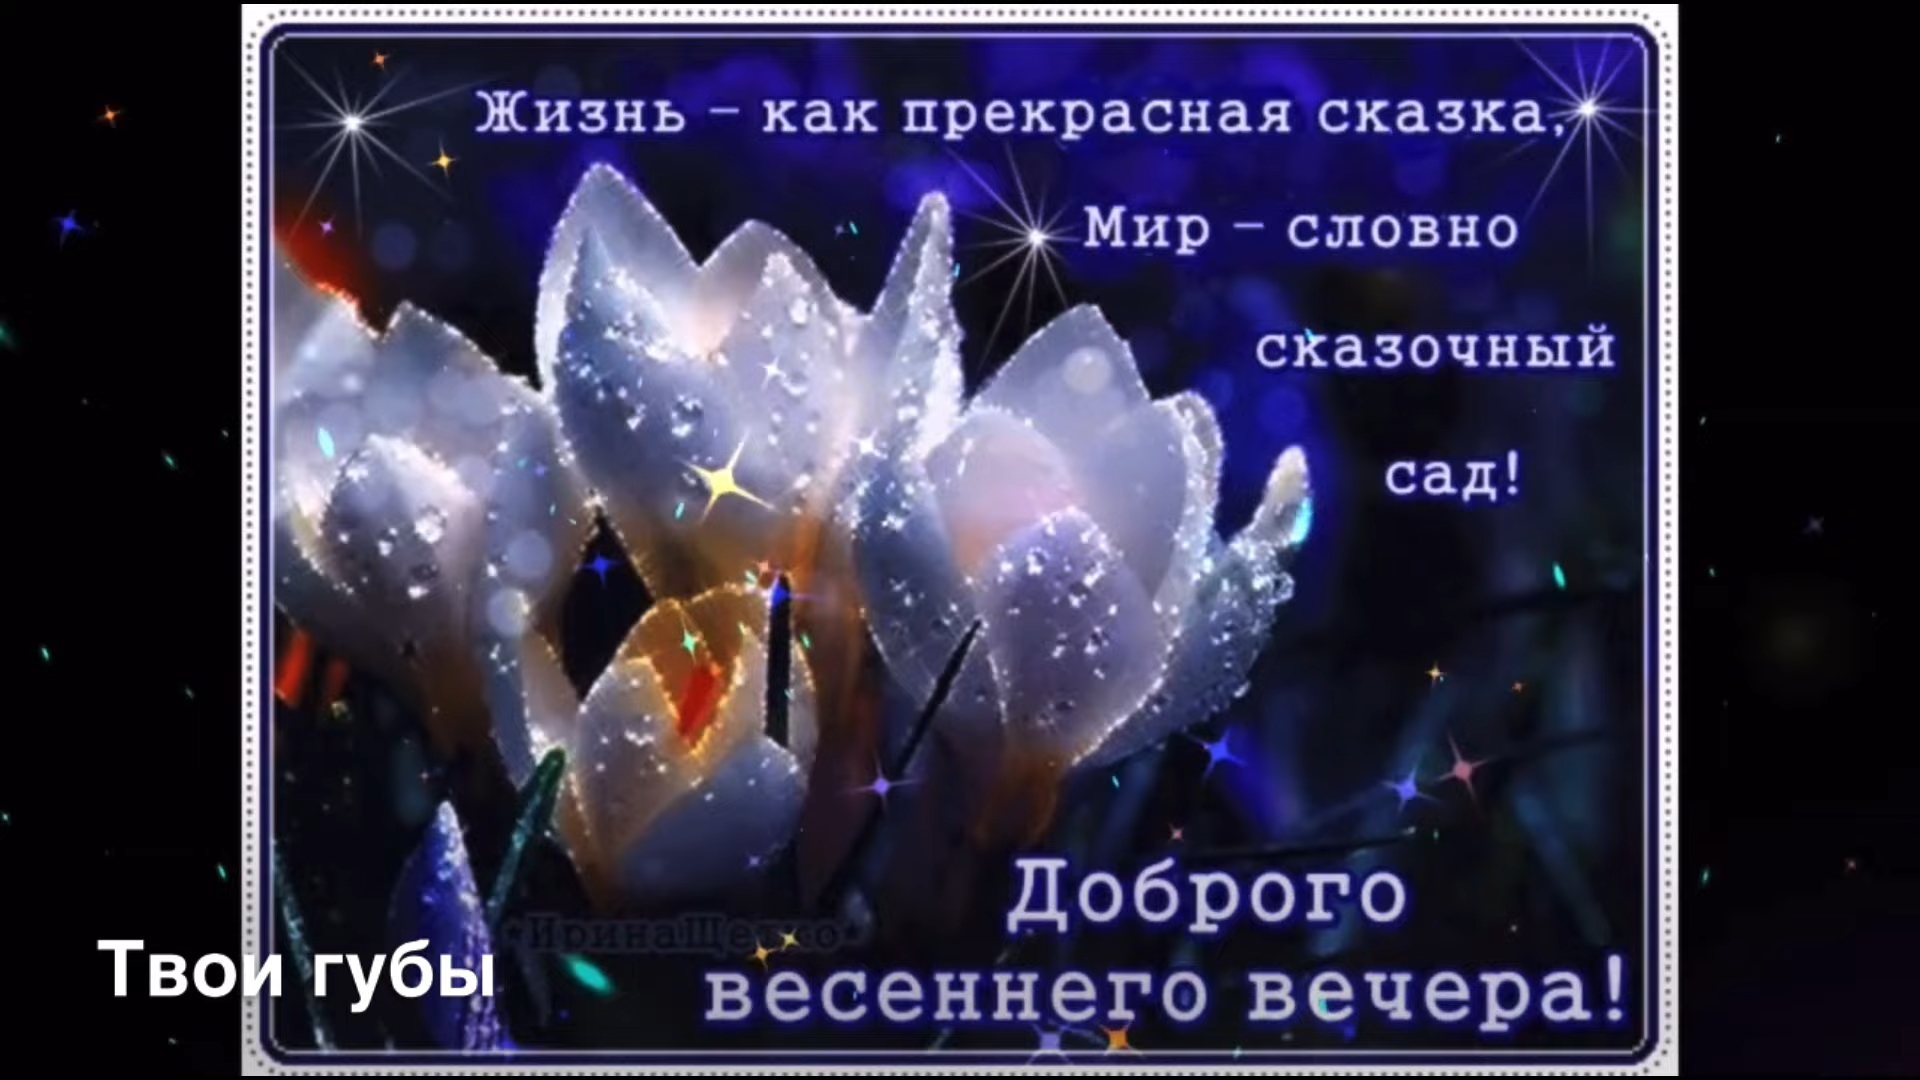 Жизнь – как прекрасная сказка,
Мир – словно
сказочный
сад!
Доброго
весеннего вечера!
Твои губы